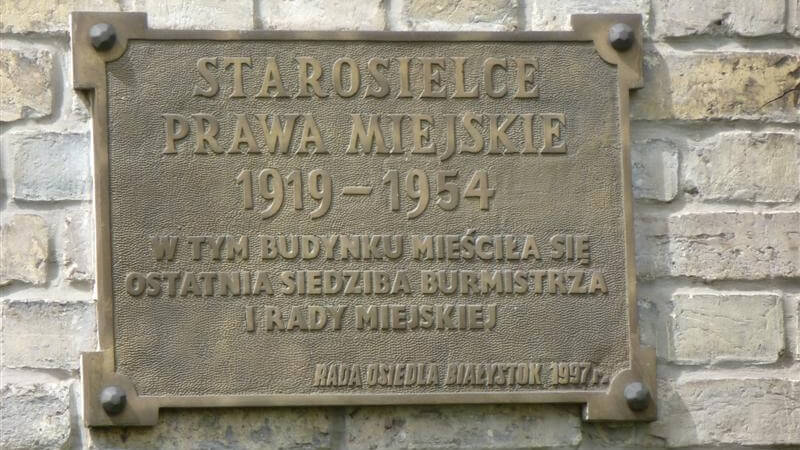 STAROSIELCE
PRAWA MIEJSKIE
1919 – 1954
W TYM BUDYNKU MIEŚCIŁA SIĘ
OSTATNIA SIEDZIBA BURMISTRZA
I RADY MIEJSKIEJ
RADA OSIEDLA BIAŁYSTOK 1997 r.